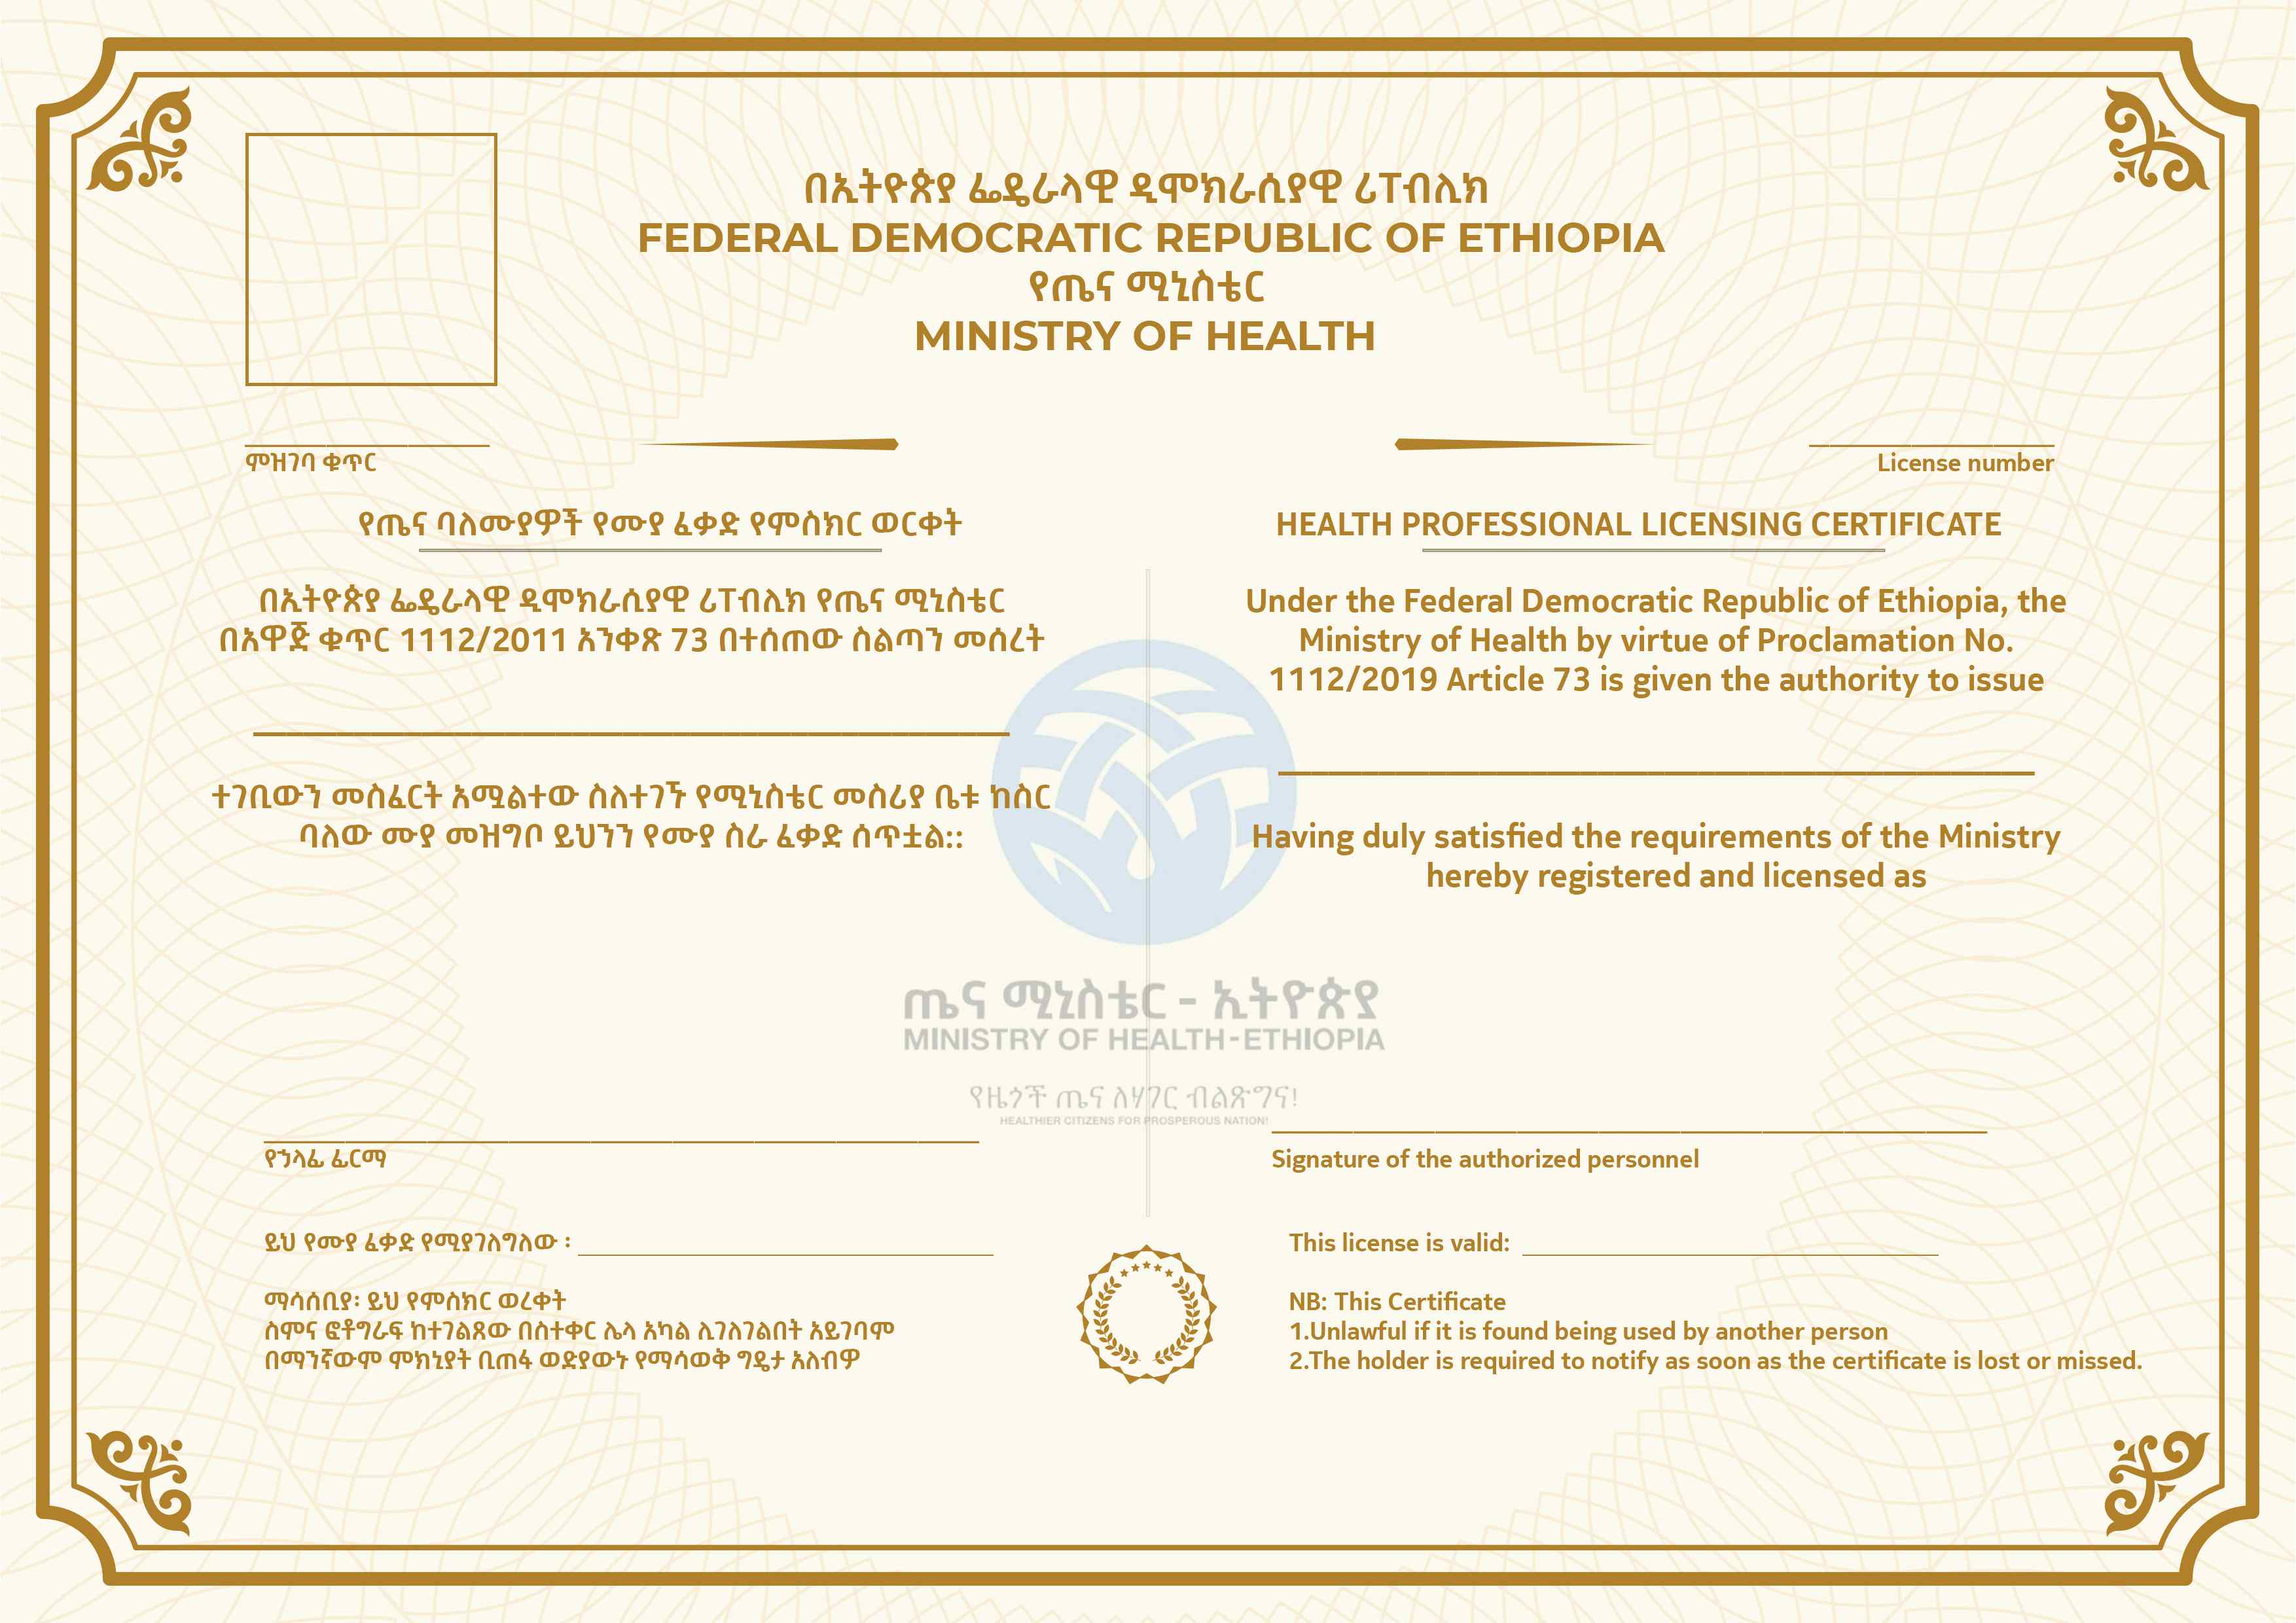 በኢትዮጵያ ፌዴራላዊ ዲሞክራሲያዊ ሪፐብሊክ
FEDERAL DEMOCRATIC REPUBLIC OF ETHIOPIA
የጤና ሚኒስቴር
MINISTRY OF HEALTH
ምዝገባ ቁጥር
License number
የጤና ባለሙያዎች የሙያ ፈቃድ የምስክር ወርቀት
በኢትዮጵያ ፌዴራላዊ ዲሞክራሲያዊ ሪፐብሊክ የጤና ሚኒስቴር
በአዋጅ ቁጥር 1112/2011 አንቀጽ 73 በተሰጠው ስልጣን መሰረት
ተገቢውን መስፈርት አሟልተው ስለተገኙ የሚኒስቴር መስሪያ ቤቱ ከስር
ባለው ሙያ መዝግቦ ይህንን የሙያ ስራ ፈቃድ ሰጥቷል::
HEALTH PROFESSIONAL LICENSING CERTIFICATE
Under the Federal Democratic Republic of Ethiopia, the
Ministry of Health by virtue of Proclamation No.
1112/2019 Article 73 is given the authority to issue
Having duly satisfied the requirements of the Ministry
hereby registered and licensed as
ጤና ሚኒስቴር - ኢትዮጵያ
MINISTRY OF HEALTH-ETHIOPIA
የዜጎች ጤና ለሃገር ብልጽግና!
HEALTHIER CITIZENS FOR PROSPEROUS NATION!
የኃላፊ ፊርማ
Signature of the authorized personnel
ይህ የሙያ ፈቃድ የሚያገለግለው ፡
ማሳሰቢያ፡ ይህ የምስክር ወረቀት
ስምና ፎቶግራፍ ከተገልጸው በስተቀር ሌላ አካል ሊገለገልበት አይገባም
በማንኛውም ምክኒያት ቢጠፋ ወድያውኑ የማሳወቅ ግዴታ አለብዎ
This license is valid:
NB: This Certificate
1.Unlawful if it is found being used by another person
2.The holder is required to notify as soon as the certificate is lost or missed.